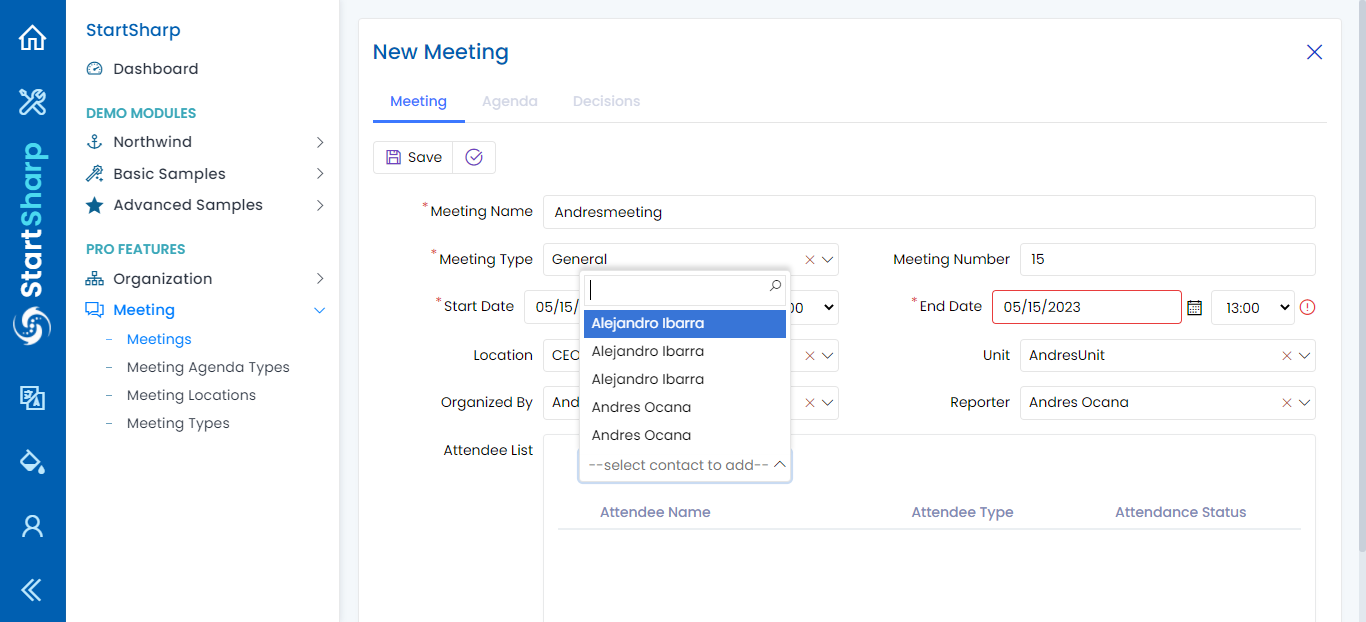 StartSharp
StartSharp
Dashboard
DEMO MODULES
Northwind
Basic Samples
Advanced Samples
PRO FEATURES
Organization
Meeting
Meetings
Meeting Agenda Types
Meeting Locations
Meeting Types
New Meeting
Meeting Agenda Decisions
Save
*Meeting Name Andresmeeting
*Meeting Type General
Meeting Number 15
*Start Date 05/15/ 00
*End Date 05/15/2023 13:00
Location CEO
Unit AndresUnit
Organized By And
Reporter Andres Ocana
Attendee List
Alejandro Ibarra
Alejandro Ibarra
Alejandro Ibarra
Andres Ocana
Andres Ocana
--select contact to add--
Attendee Name Attendee Type Attendance Status